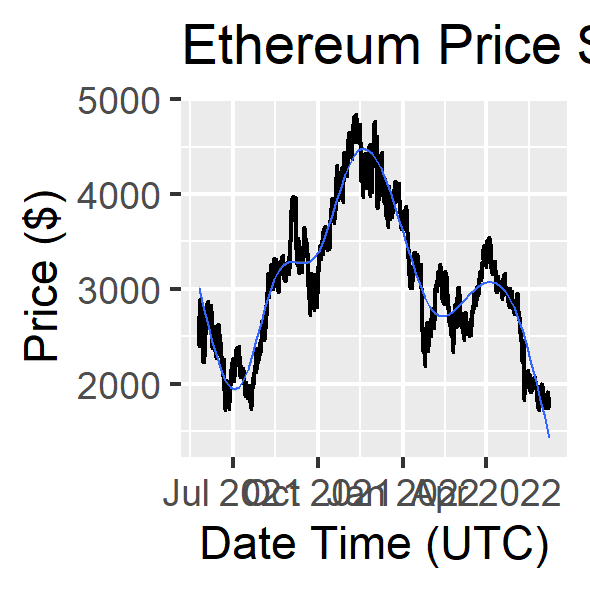 Ethereum Price S
5000
4000
3000
2000
Price ($)
Jul 2021 Oct 2021 Jan 2022 Apr 2022
Date Time (UTC)